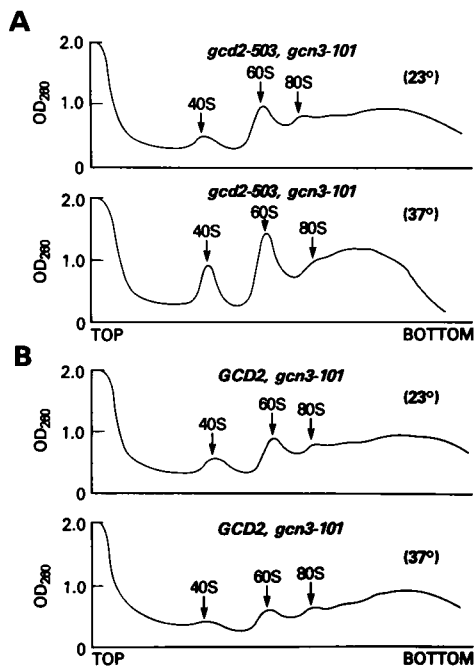 A
gcd2-503, gcn3-101
(23°)
2.0
1.0
0
OD260
40S
60S
80S
gcd2-503, gcn3-101
(37°)
2.0
1.0
0
OD260
40S
60S
80S
TOP
BOTTOM
B
GCD2, gcn3-101
(23°)
2.0
1.0
0
OD260
40S
60S
80S
GCD2, gcn3-101
(37°)
2.0
1.0
0
OD260
40S
60S
80S
TOP
BOTTOM